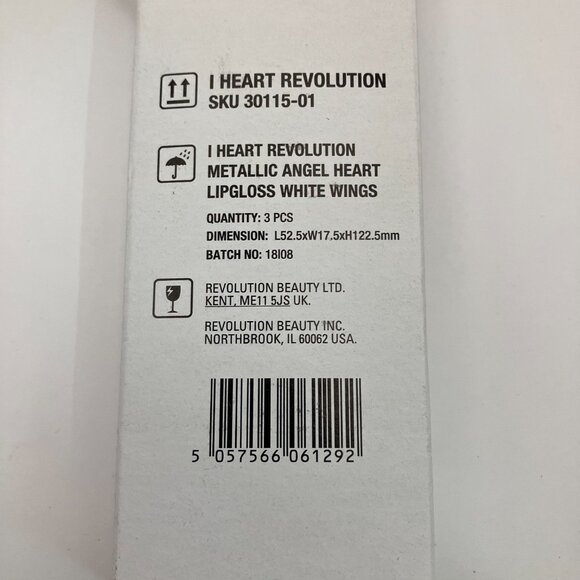 I HEART REVOLUTION
SKU 30115-01
I HEART REVOLUTION
METALLIC ANGEL HEART
LIPGLOSS WHITE WINGS
QUANTITY: 3 PCS
DIMENSION: L52.5xW17.5xH122.5mm
BATCH NO: 18I08
REVOLUTION BEAUTY LTD.
KENT, ME11 5JS UK.
REVOLUTION BEAUTY INC.
NORTHBROOK, IL 60062 USA.
5 057566 061292